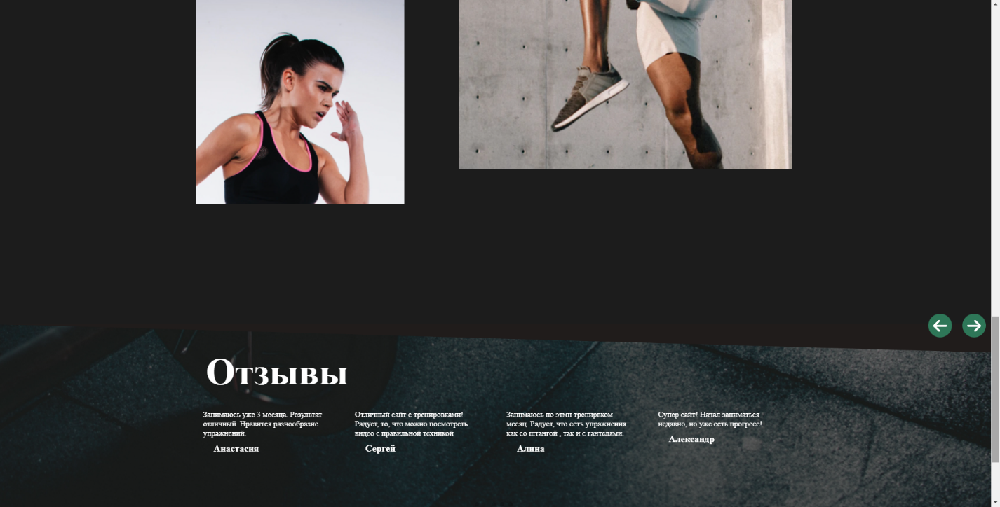 Отзывы
Занимаюсь уже 3 месяца. Результат
отличный. Нравится разнообразие
упражнений.
Анастасия
Отличный сайт с тренировками!
Радует, то, что можно посмотреть
видео с правильной техникой
Сергей
Занимаюсь по этми тренирвком
месяц. Радует, что есть упражнения
как со штангой , так и с гантелями.
Алина
Супер сайт! Начал заниматься
недавно, но уже есть прогресс!
Александр